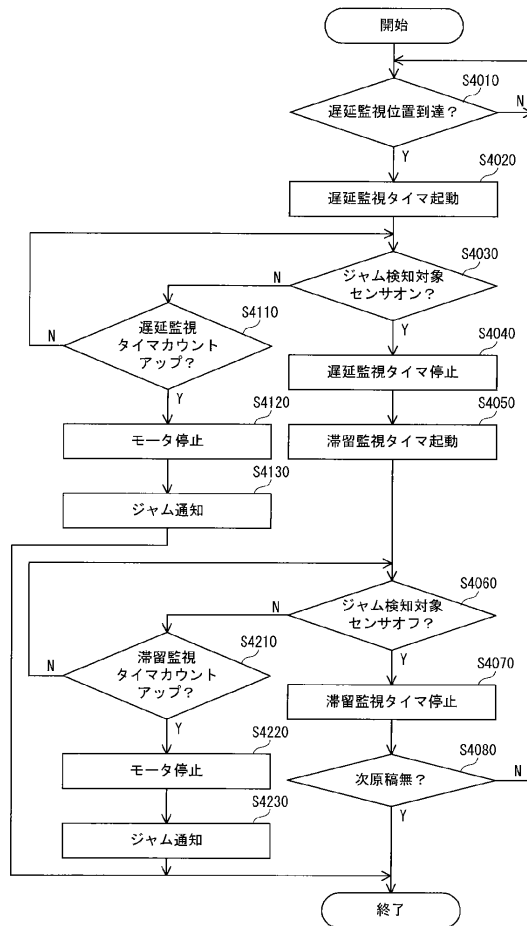 開始
S4010
遅延監視位置到達？
N
Y
S4020
遅延監視タイマ起動
S4030
ジャム検知対象
センサオン？
N
Y
S4110
遅延監視
タイマカウント
アップ？
N
Y
S4040
遅延監視タイマ停止
S4120
モータ停止
S4050
滞留監視タイマ起動
S4130
ジャム通知
S4060
ジャム検知対象
センサオフ？
N
Y
S4210
滞留監視
タイマカウント
アップ？
N
Y
S4070
滞留監視タイマ停止
S4220
モータ停止
S4080
次原稿無？
N
Y
S4230
ジャム通知
終了